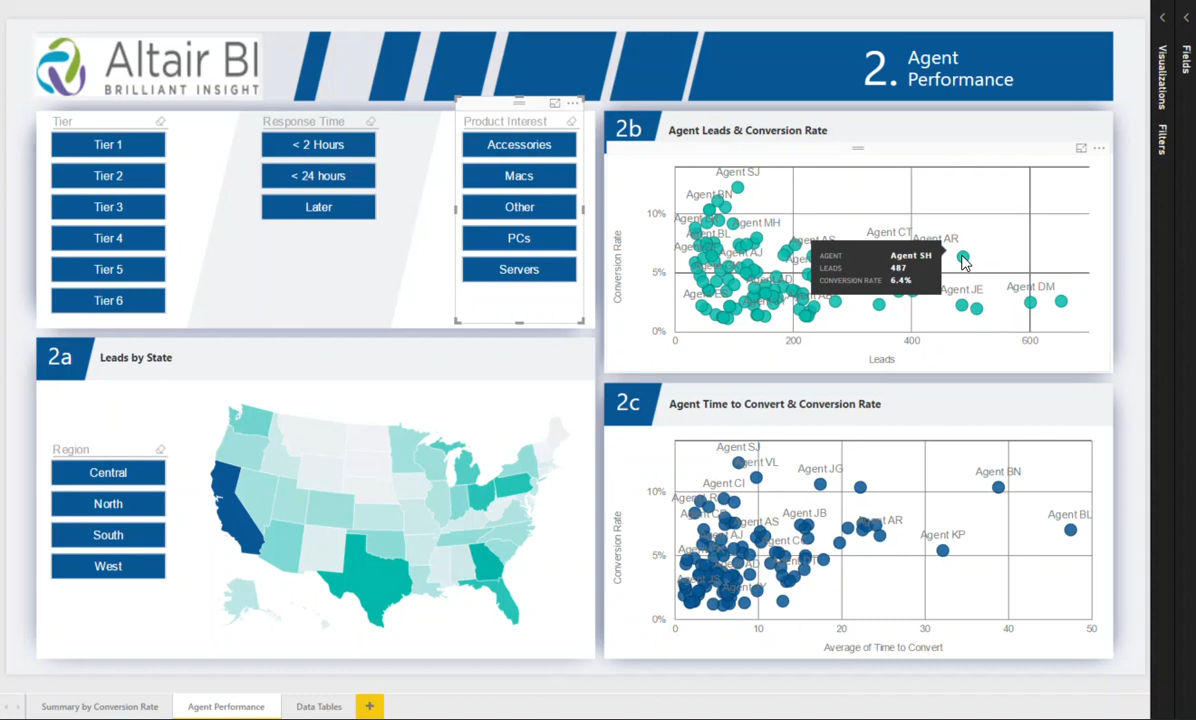 Altair BI
BRILLIANT INSIGHT
2. Agent
Performance
Visualizations
Filters
Fields
Tier
Tier 1
Tier 2
Tier 3
Tier 4
Tier 5
Tier 6
Response Time
< 2 Hours
< 24 hours
Later
Product Interest
Accessories
Macs
Other
PCs
Servers
2b Agent Leads & Conversion Rate
Conversion Rate
10%
5%
0%
Agent SJ
Agent BN
Agent MH
Agent BL
Agent AJ
Agent CT
Agent AR
AGENT Agent SH
LEADS 487
CONVERSION RATE 6.4%
Agent JE
Agent DM
0 200 400 600
Leads
2a Leads by State
Region
Central
North
South
West
2c Agent Time to Convert & Conversion Rate
Conversion Rate
10%
5%
0%
Agent SJ
Agent VL
Agent JG
Agent BN
Agent CI
Agent JB
Agent AS
Agent AR
Agent BL
Agent KP
0 10 20 30 40 50
Average of Time to Convert
Summary by Conversion Rate Agent Performance Data Tables +